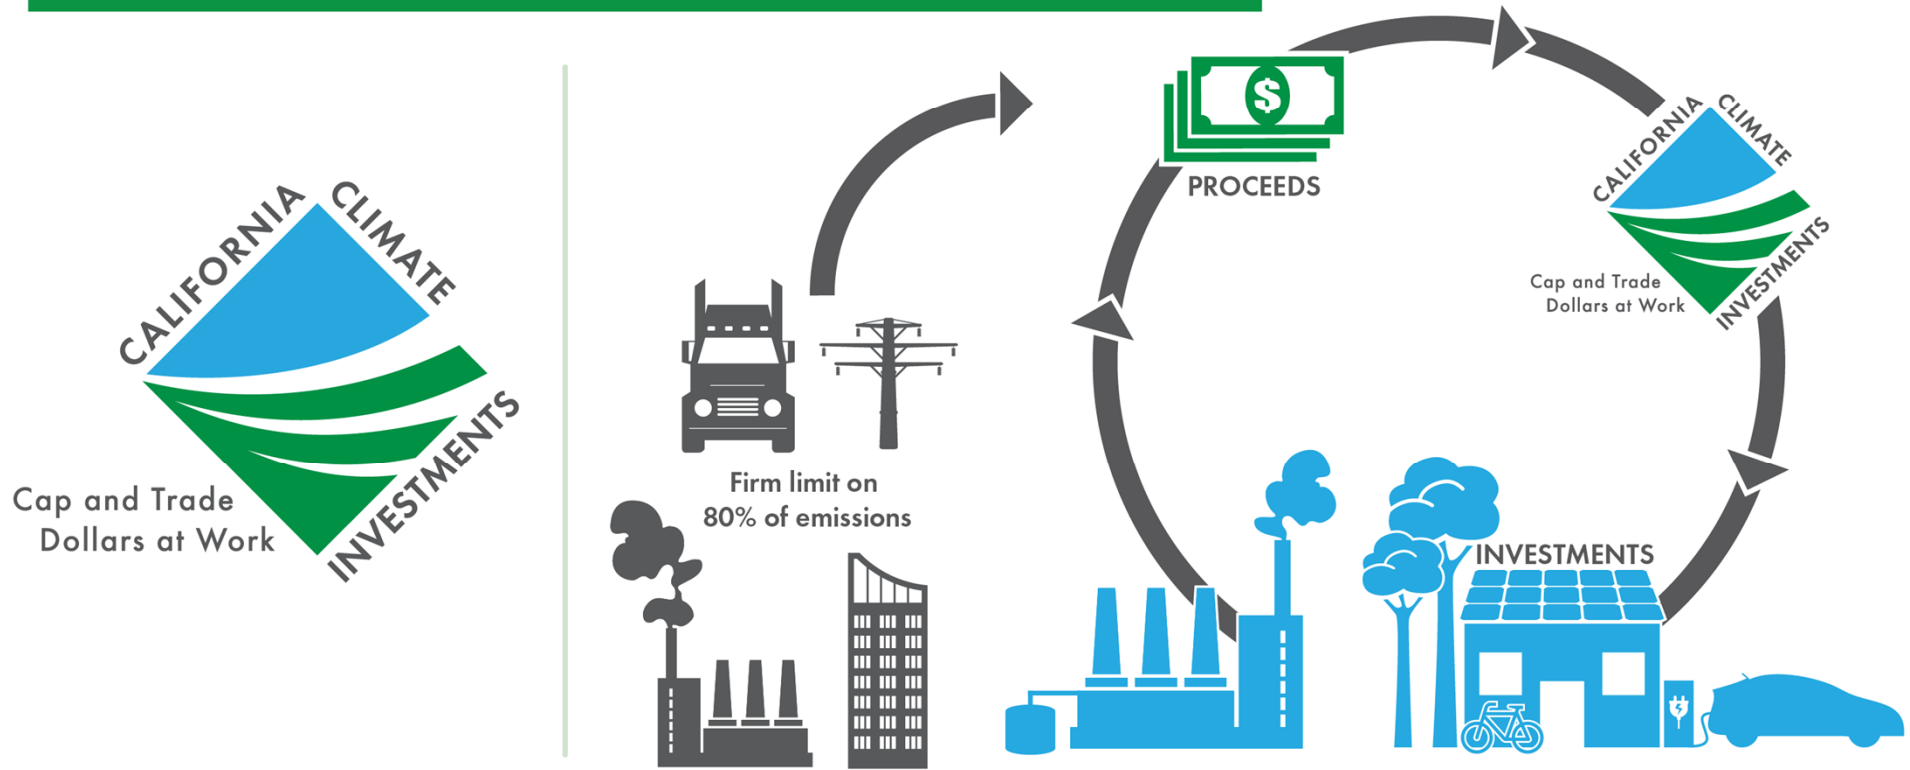 CALIFORNIA
CLIMATE
INVESTMENTS
Cap and Trade
Dollars at Work
Firm limit on
80% of emissions
$
PROCEEDS
CALIFORNIA
CLIMATE
INVESTMENTS
Cap and Trade
Dollars at Work
INVESTMENTS